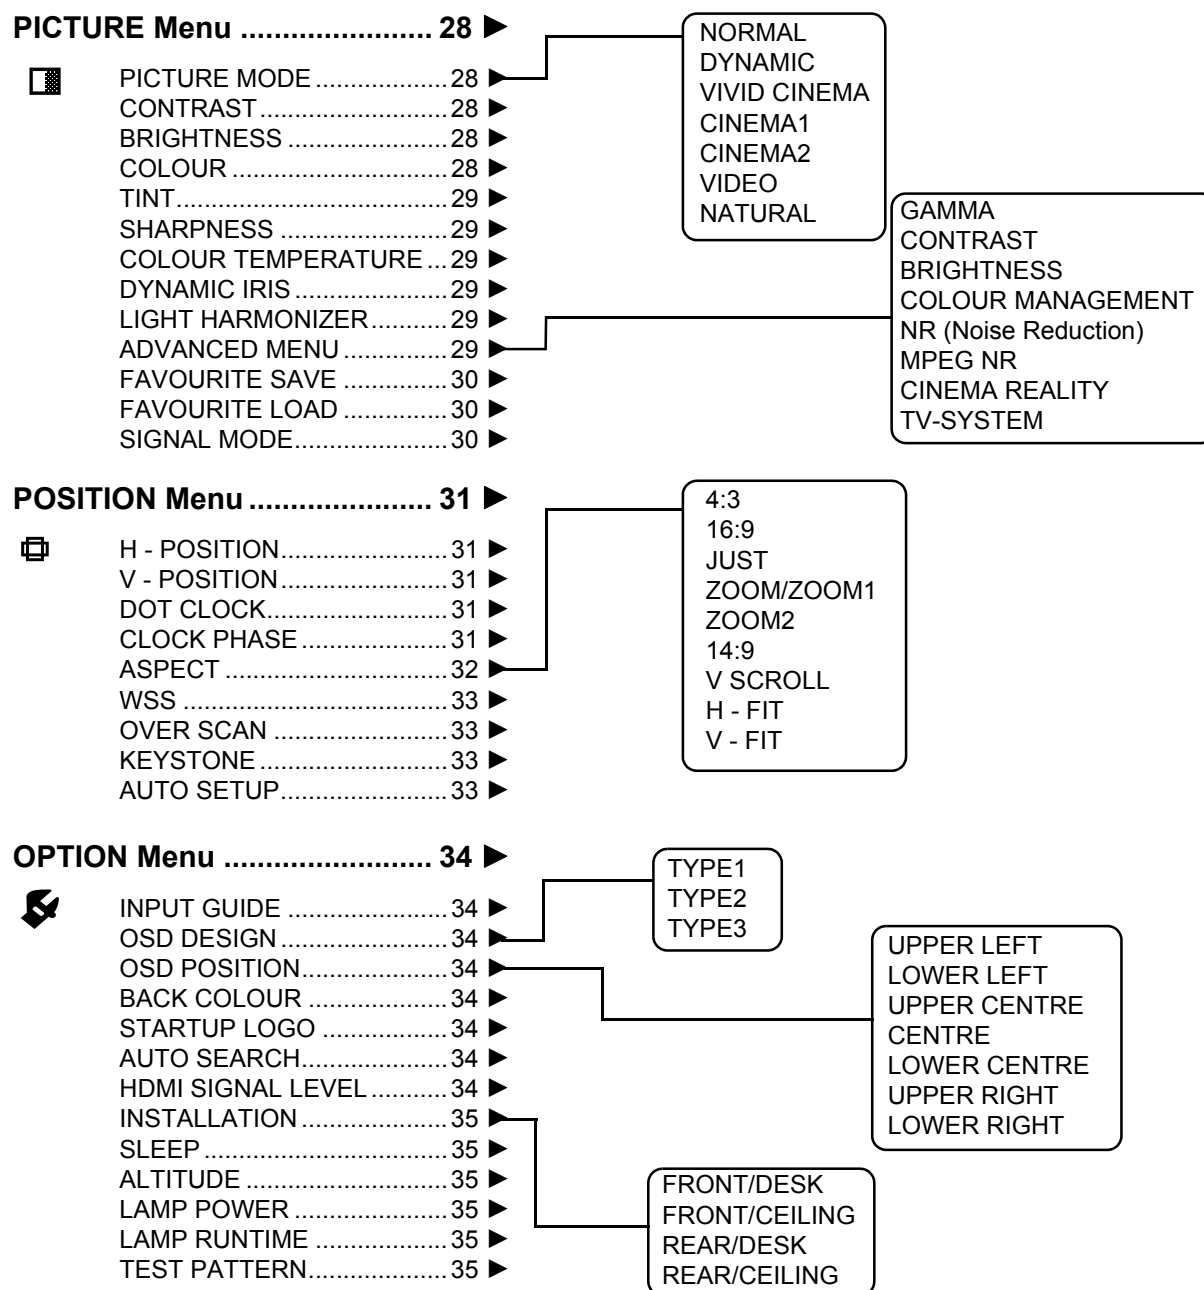 PICTURE Menu ....................... 28 ►
PICTURE MODE ................. 28 ►
CONTRAST ........................ 28 ►
BRIGHTNESS .................... 28 ►
COLOUR ........................... 28 ►
TINT.................................. 29 ►
SHARPNESS ..................... 29 ►
COLOUR TEMPERATURE ... 29 ►
DYNAMIC IRIS ................... 29 ►
LIGHT HARMONIZER........... 29 ►
ADVANCED MENU ............. 29 ►
FAVOURITE SAVE ............. 30 ►
FAVOURITE LOAD ............. 30 ►
SIGNAL MODE................... 30 ►
NORMAL
DYNAMIC
VIVID CINEMA
CINEMA1
CINEMA2
VIDEO
NATURAL
GAMMA
CONTRAST
BRIGHTNESS
COLOUR MANAGEMENT
NR (Noise Reduction)
MPEG NR
CINEMA REALITY
TV-SYSTEM
POSITION Menu ...................... 31 ►
H - POSITION..................... 31 ►
V - POSITION..................... 31 ►
DOT CLOCK....................... 31 ►
CLOCK PHASE .................. 31 ►
ASPECT ............................ 32 ►
WSS ................................. 33 ►
OVER SCAN ...................... 33 ►
KEYSTONE ........................ 33 ►
AUTO SETUP..................... 33 ►
4:3
16:9
JUST
ZOOM/ZOOM1
ZOOM2
14:9
V SCROLL
H - FIT
V - FIT
OPTION Menu ......................... 34 ►
INPUT GUIDE .................... 34 ►
OSD DESIGN ..................... 34 ►
OSD POSITION.................. 34 ►
BACK COLOUR ................. 34 ►
STARTUP LOGO ................ 34 ►
AUTO SEARCH.................. 34 ►
HDMI SIGNAL LEVEL........... 34 ►
INSTALLATION .................. 35 ►
SLEEP .............................. 35 ►
ALTITUDE ......................... 35 ►
LAMP POWER ................... 35 ►
LAMP RUNTIME ................. 35 ►
TEST PATTERN.................. 35 ►
TYPE1
TYPE2
TYPE3
UPPER LEFT
LOWER LEFT
UPPER CENTRE
CENTRE
LOWER CENTRE
UPPER RIGHT
LOWER RIGHT
FRONT/DESK
FRONT/CEILING
REAR/DESK
REAR/CEILING